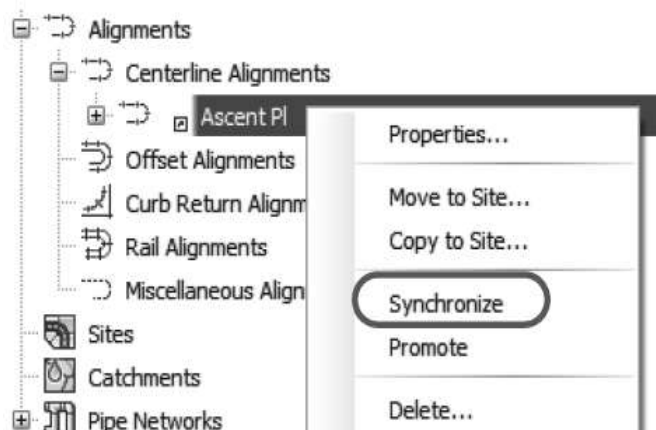 Alignments
Centerline Alignments
Ascent Pl
Offset Alignments
Curb Return Alignm
Rail Alignments
Miscellaneous Align
Sites
Catchments
Pipe Networks
Properties...
Move to Site...
Copy to Site...
Synchronize
Promote
Delete...